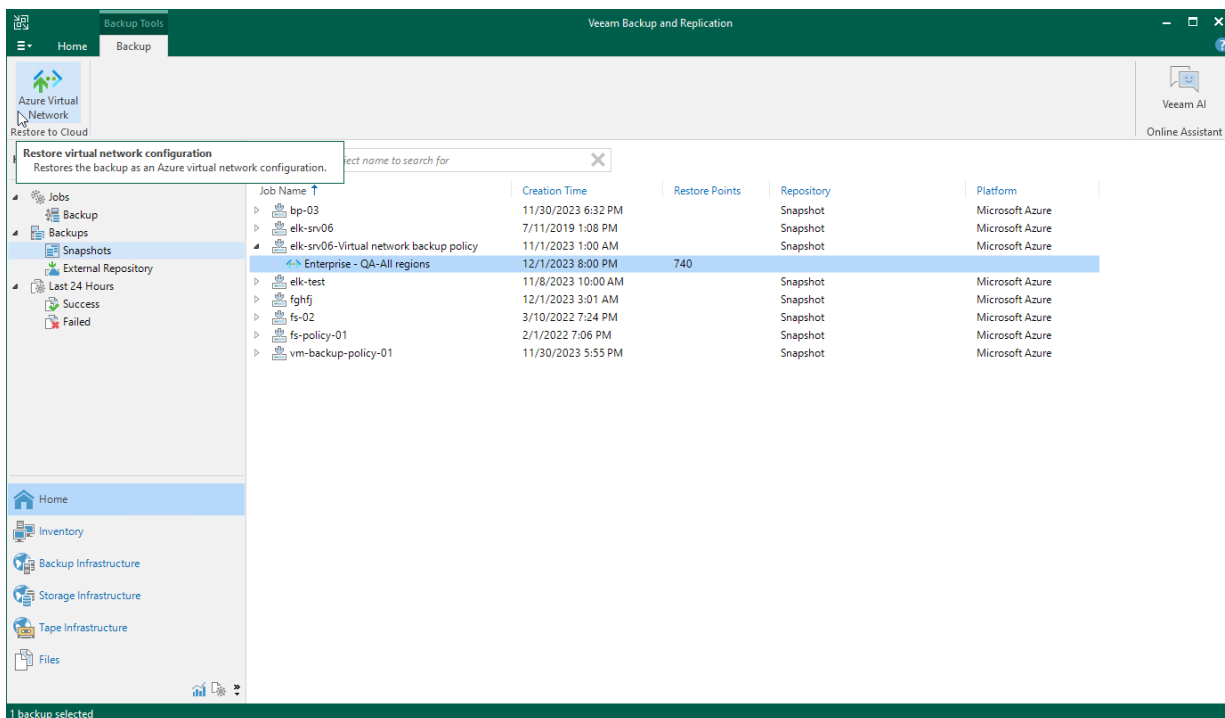 Backup Tools
Veeam Backup and Replication
Home
Backup
Azure Virtual
Network
Restore to Cloud
Veeam AI
Online Assistant
Restore virtual network configuration
Restores the backup as an Azure virtual network configuration.
ject name to search for
Jobs
Backup
Backups
Snapshots
External Repository
Last 24 Hours
Success
Failed
Job Name Creation Time Restore Points Repository Platform
bp-03 11/30/2023 6:32 PM Snapshot Microsoft Azure
elk-srv06 7/11/2019 1:08 PM Snapshot Microsoft Azure
elk-srv06-Virtual network backup policy 11/1/2023 1:00 AM Snapshot Microsoft Azure
Enterprise - QA-All regions 12/1/2023 8:00 PM 740
elk-test 11/8/2023 10:00 AM Snapshot Microsoft Azure
fghfj 12/1/2023 3:01 AM Snapshot Microsoft Azure
fs-02 3/10/2022 7:24 PM Snapshot Microsoft Azure
fs-policy-01 2/1/2022 7:06 PM Snapshot Microsoft Azure
vm-backup-policy-01 11/30/2023 5:55 PM Snapshot Microsoft Azure
Home
Inventory
Backup Infrastructure
Storage Infrastructure
Tape Infrastructure
Files
1 backup selected